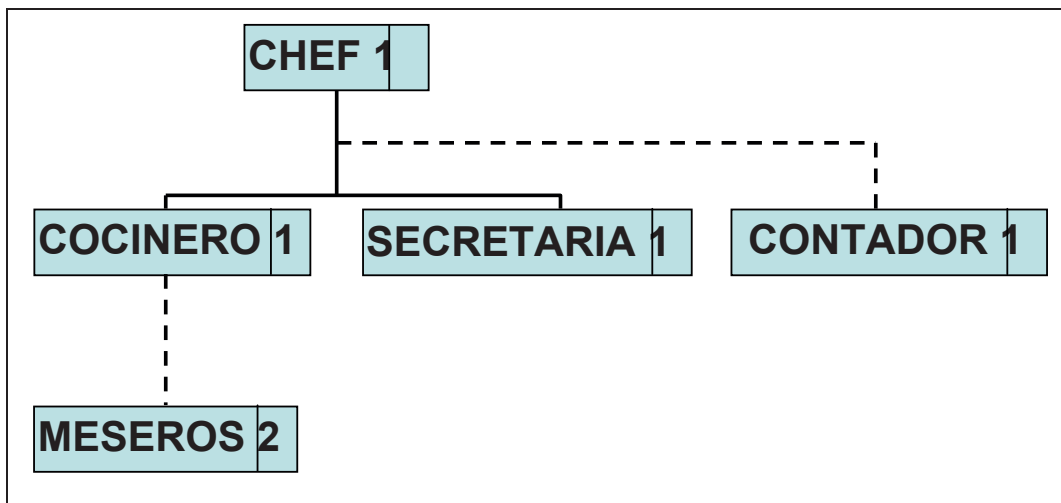 CHEF 1
COCINERO 1
SECRETARIA 1
CONTADOR 1
MESEROS 2